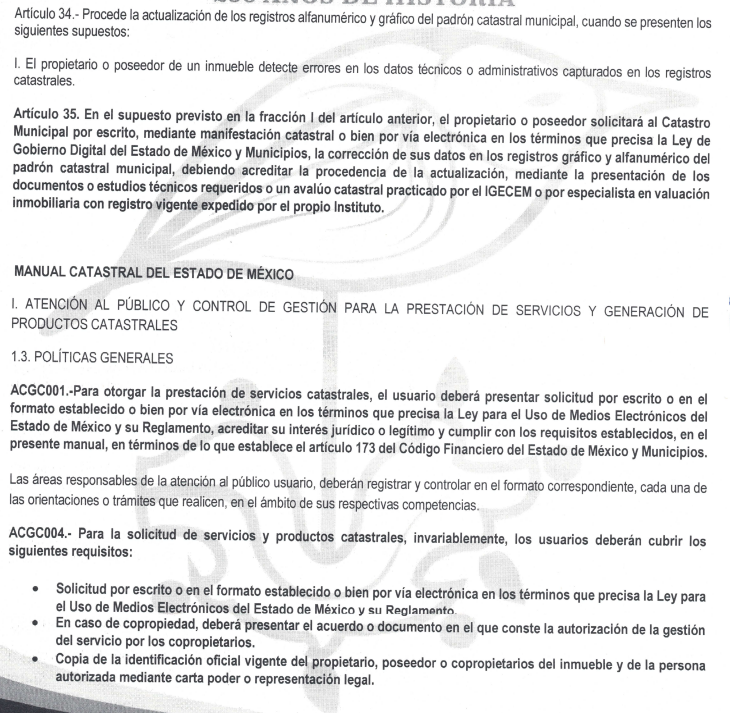 200 AÑOS DE HISTORIA
Artículo 34.- Procede la actualización de los registros alfanumérico y gráfico del padrón catastral municipal, cuando se presenten los
siguientes supuestos:
I. El propietario o poseedor de un inmueble detecte errores en los datos técnicos o administrativos capturados en los registros
catastrales.
Artículo 35. En el supuesto previsto en la fracción I del artículo anterior, el propietario o poseedor solicitará al Catastro
Municipal por escrito, mediante manifestación catastral o bien por vía electrónica en los términos que precisa la Ley de
Gobierno Digital del Estado de México y Municipios, la corrección de sus datos en los registros gráfico y alfanumérico del
padrón catastral municipal, debiendo acreditar la procedencia de la actualización, mediante la presentación de los
documentos o estudios técnicos requeridos o un avalúo catastral practicado por el IGECEM o por especialista en valuación
inmobiliaria con registro vigente expedido por el propio Instituto.
MANUAL CATASTRAL DEL ESTADO DE MÉXICO
I. ATENCIÓN AL PÚBLICO Y CONTROL DE GESTIÓN PARA LA PRESTACIÓN DE SERVICIOS Y GENERACIÓN DE
PRODUCTOS CATASTRALES
1.3. POLÍTICAS GENERALES
ACGC001.-Para otorgar la prestación de servicios catastrales, el usuario deberá presentar solicitud por escrito o en el
formato establecido o bien por vía electrónica en los términos que precisa la Ley para el Uso de Medios Electrónicos del
Estado de México y su Reglamento, acreditar su interés jurídico o legítimo y cumplir con los requisitos establecidos, en el
presente manual, en términos de lo que establece el artículo 173 del Código Financiero del Estado de México y Municipios.
Las áreas responsables de la atención al público usuario, deberán registrar y controlar en el formato correspondiente, cada una de
las orientaciones o trámites que realicen, en el ámbito de sus respectivas competencias.
ACGC004.- Para la solicitud de servicios y productos catastrales, invariablemente, los usuarios deberán cubrir los
siguientes requisitos:
• Solicitud por escrito o en el formato establecido o bien por vía electrónica en los términos que precisa la Ley para
el Uso de Medios Electrónicos del Estado de México y su Reglamento.
• En caso de copropiedad, deberá presentar el acuerdo o documento en el que conste la autorización de la gestión
del servicio por los copropietarios.
• Copia de la identificación oficial vigente del propietario, poseedor o copropietarios del inmueble y de la persona
autorizada mediante carta poder o representación legal.